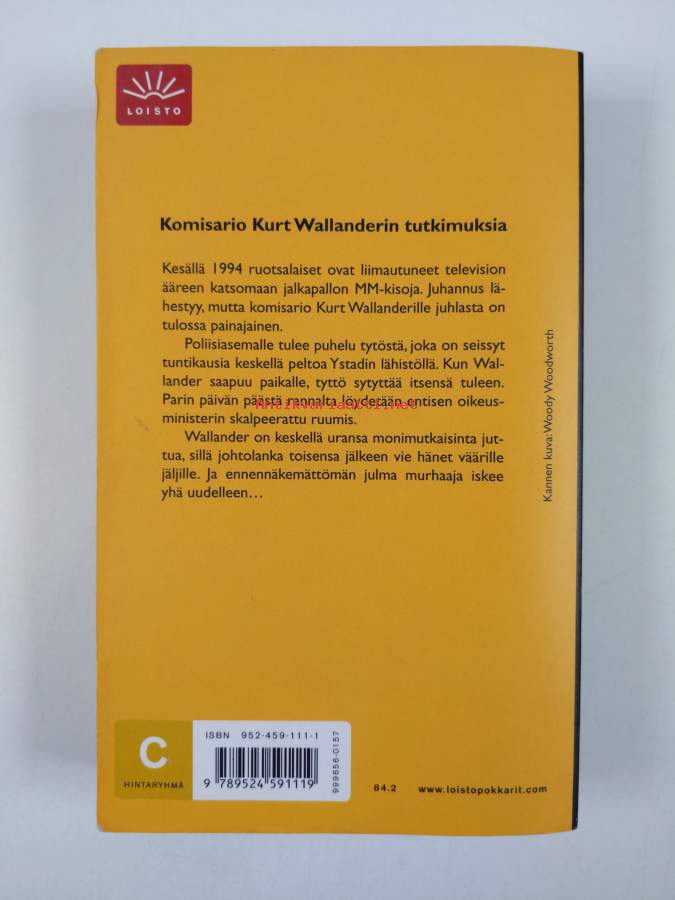 LOISTO
Komisario Kurt Wallanderin tutkimuksia
Kesällä 1994 ruotsalaiset ovat liimautuneet television
ääreen katsomaan jalkapallon MM-kisoja. Juhannus lä-
hestyy, mutta komisario Kurt Wallanderille juhlasta on
tulossa painajainen.
Poliisiasemalle tulee puhelu tytöstä, joka on seissyt
tuntikausia keskellä peltoa Ystadin lähistöllä. Kun Wal-
lander saapuu paikalle, tyttö sytyttää itsensä tuleen.
Parin päivän päästä rannalta löydetään entisen oikeus-
ministerin skalpeerattu ruumis.
Wallander on keskellä uransa monimutkaisinta jut-
tua, sillä johtolanka toisensa jälkeen vie hänet väärille
jäljille. Ja ennennäkemättömän julma murhaaja iskee
yhä uudelleen...
Antikvariaatti.net
Kannen kuva: Woody Woodworth
C
HINTARYHMÄ
ISBN 952-459-111-1
9 789524 591119
999656-0157
84.2 www.loistopokkarit.com